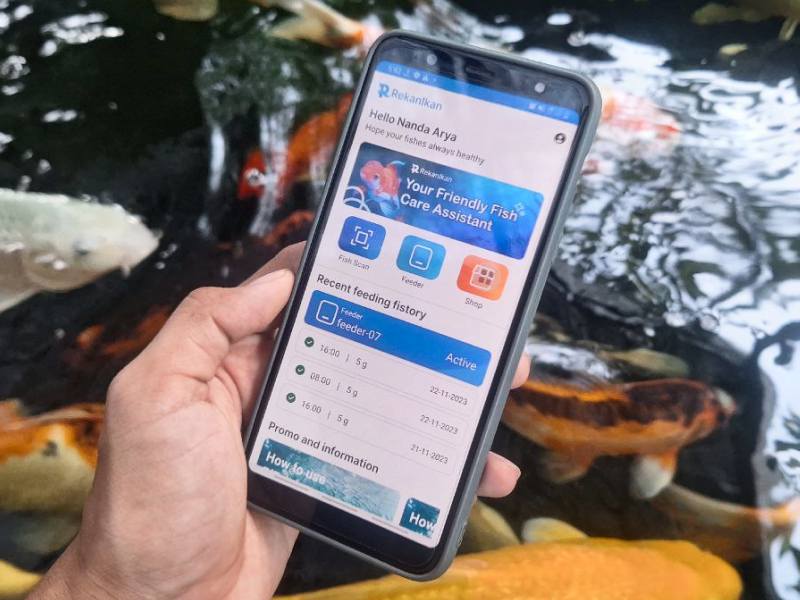 RekanIkan
Hello Nanda Arya
Hope your fishes always healthy
RekanIkan
Your Friendly Fish
Care Assistant
Fish Scan
Feeder
Shop
Recent feeding fistory
Feeder
feeder-07
Active
16:00 | 5 g
22-11-2023
08:00 | 5 g
22-11-2023
16:00 | 5 g
21-11-2023
Promo and information
How to use
How